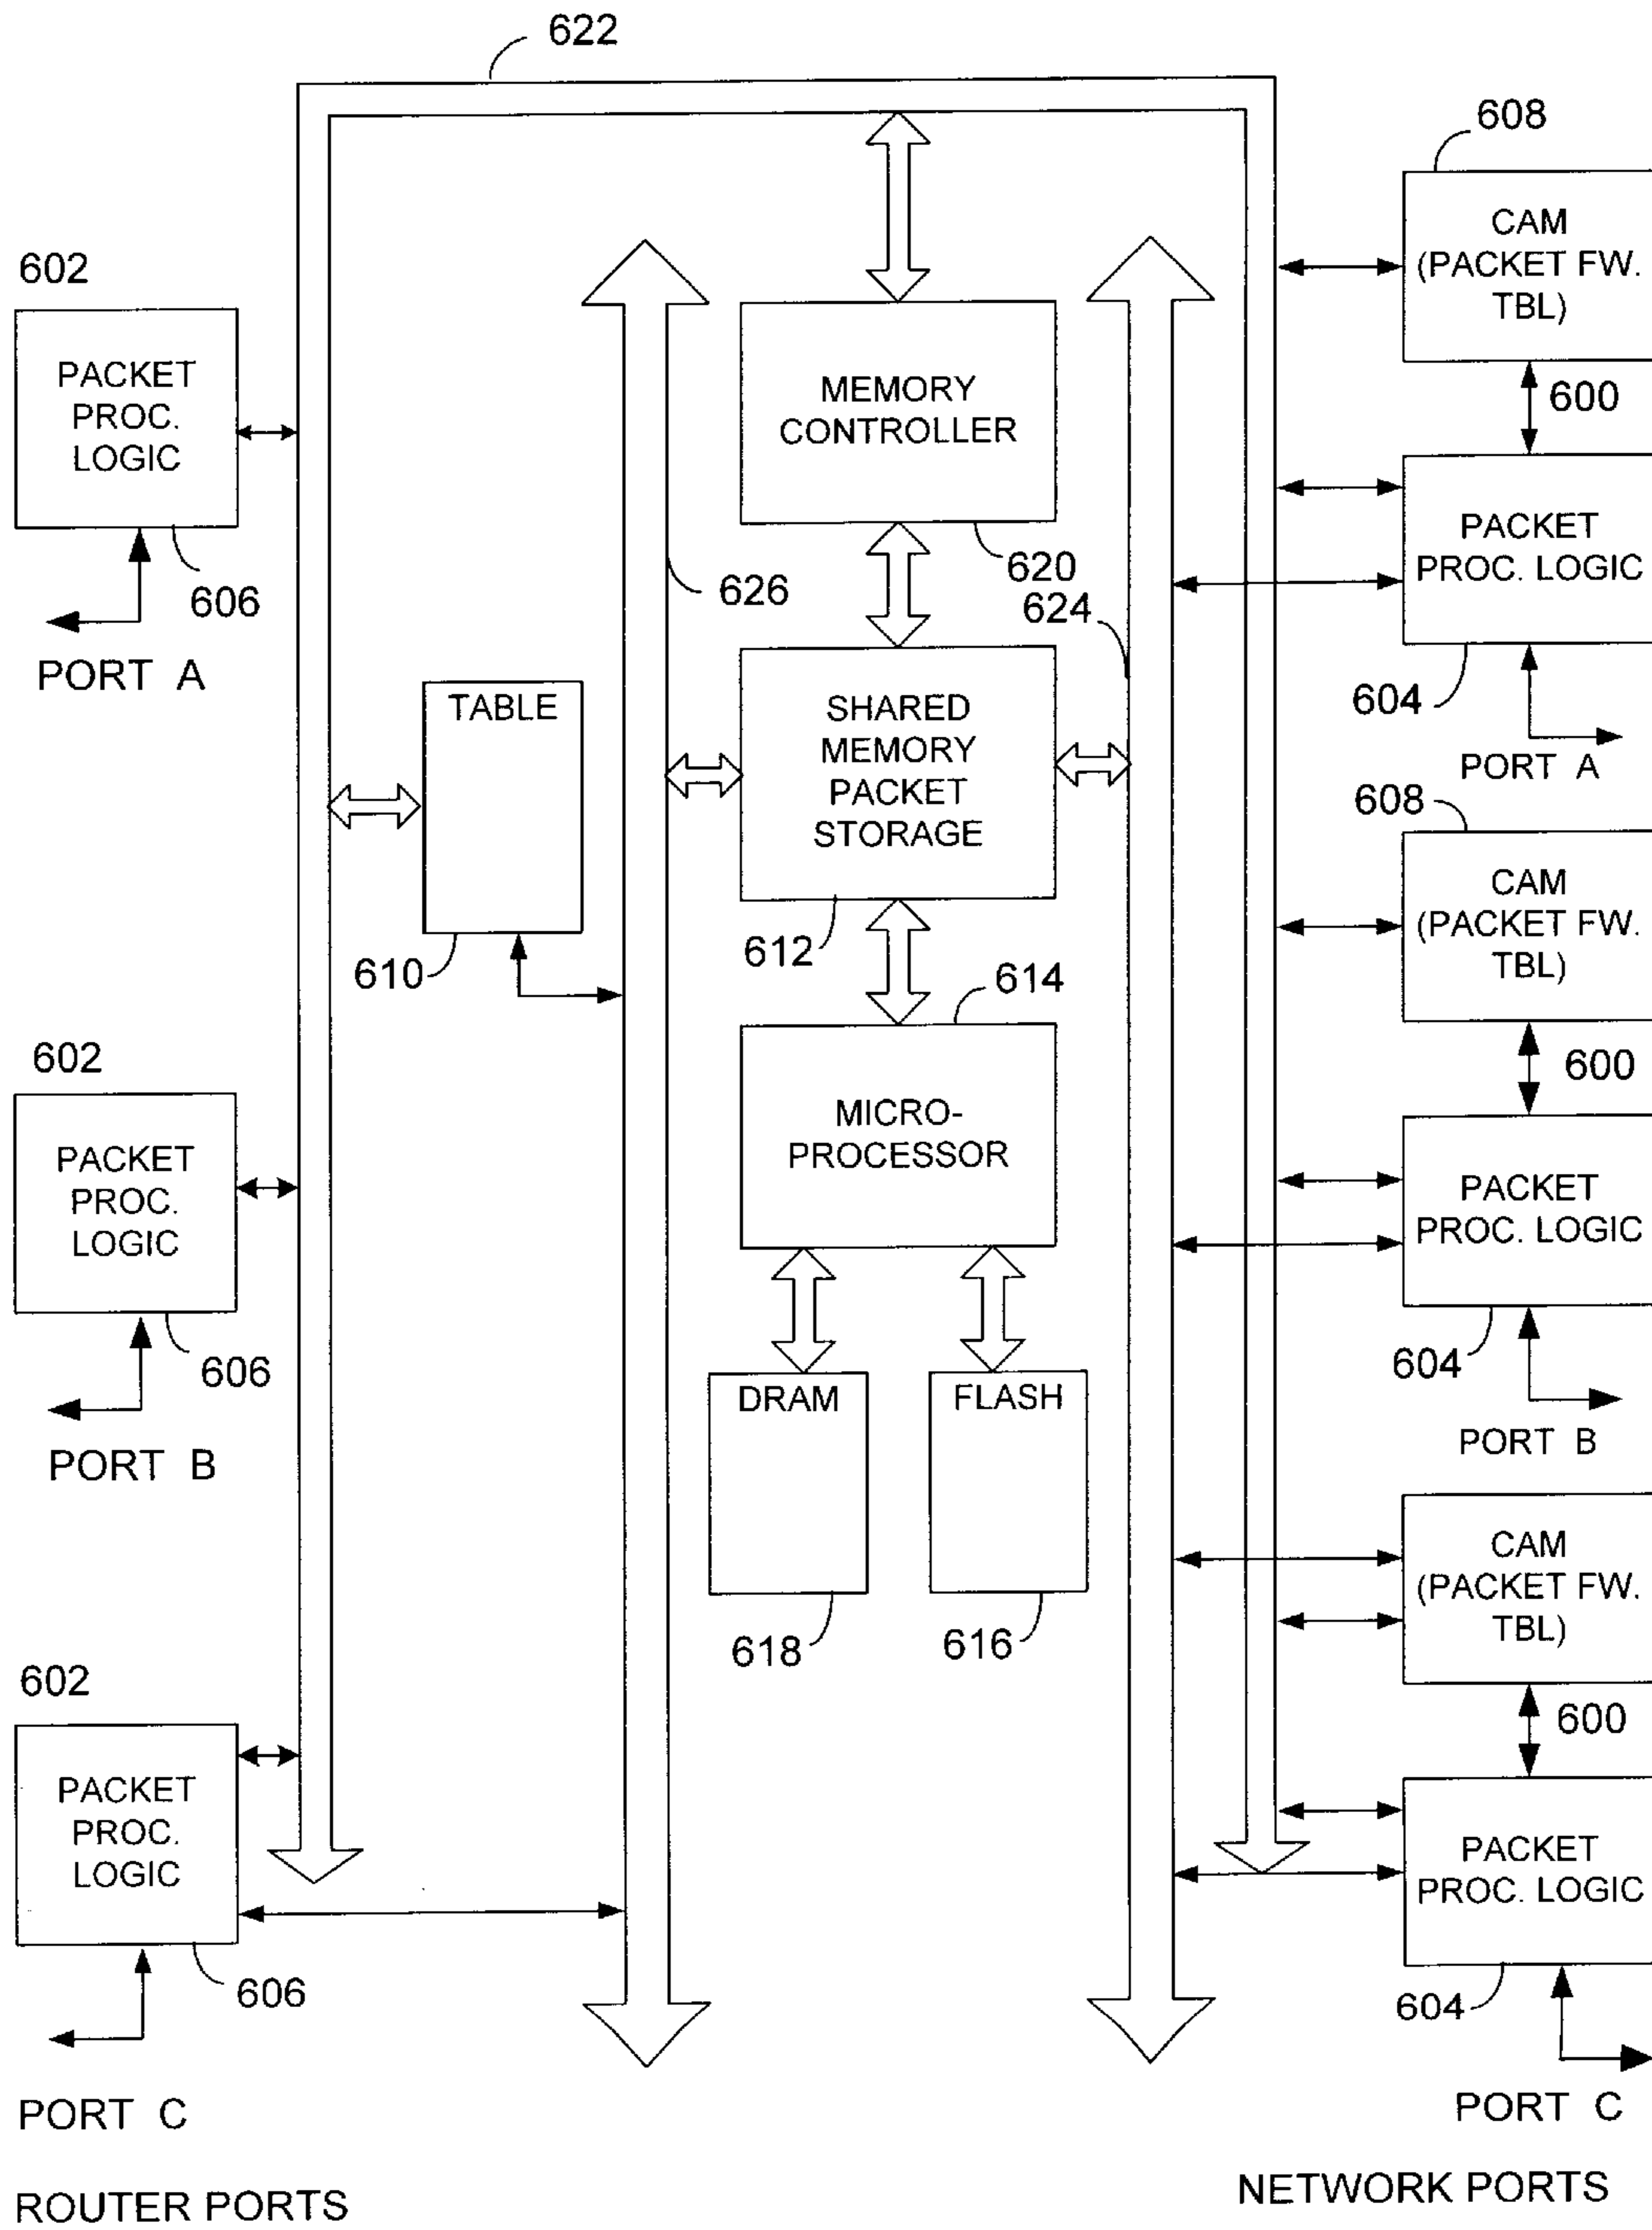 622
608
CAM
(PACKET FW.
TBL)
602
PACKET
PROC.
LOGIC
606
PORT A
600
PACKET
PROC. LOGIC
604
PORT A
MEMORY
CONTROLLER
620
626
624
TABLE
610
SHARED
MEMORY
PACKET
STORAGE
612
614
MICRO-
PROCESSOR
DRAM
618
FLASH
616
608
CAM
(PACKET FW.
TBL)
600
PACKET
PROC. LOGIC
604
PORT B
602
PACKET
PROC.
LOGIC
606
PORT B
CAM
(PACKET FW.
TBL)
600
PACKET
PROC. LOGIC
604
PORT C
602
PACKET
PROC.
LOGIC
606
PORT C
ROUTER PORTS
NETWORK PORTS